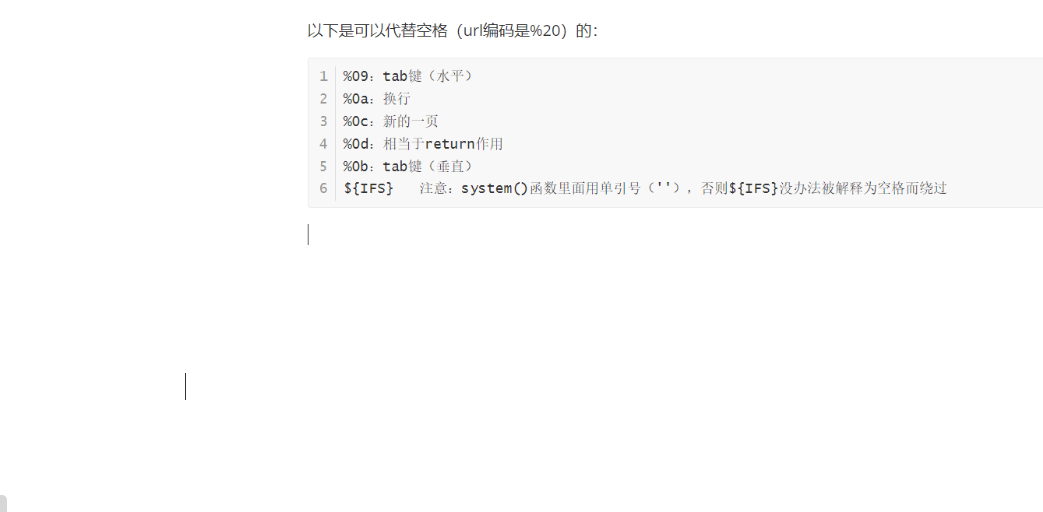 以下是可以代替空格（url编码是%20）的：
1 %09：tab键（水平）
2 %0a：换行
3 %0c：新的一页
4 %0d：相当于return作用
5 %0b：tab键（垂直）
6 ${IFS}   注意：system()函数里面用单引号（''），否则${IFS}没办法被解释为空格而绕过